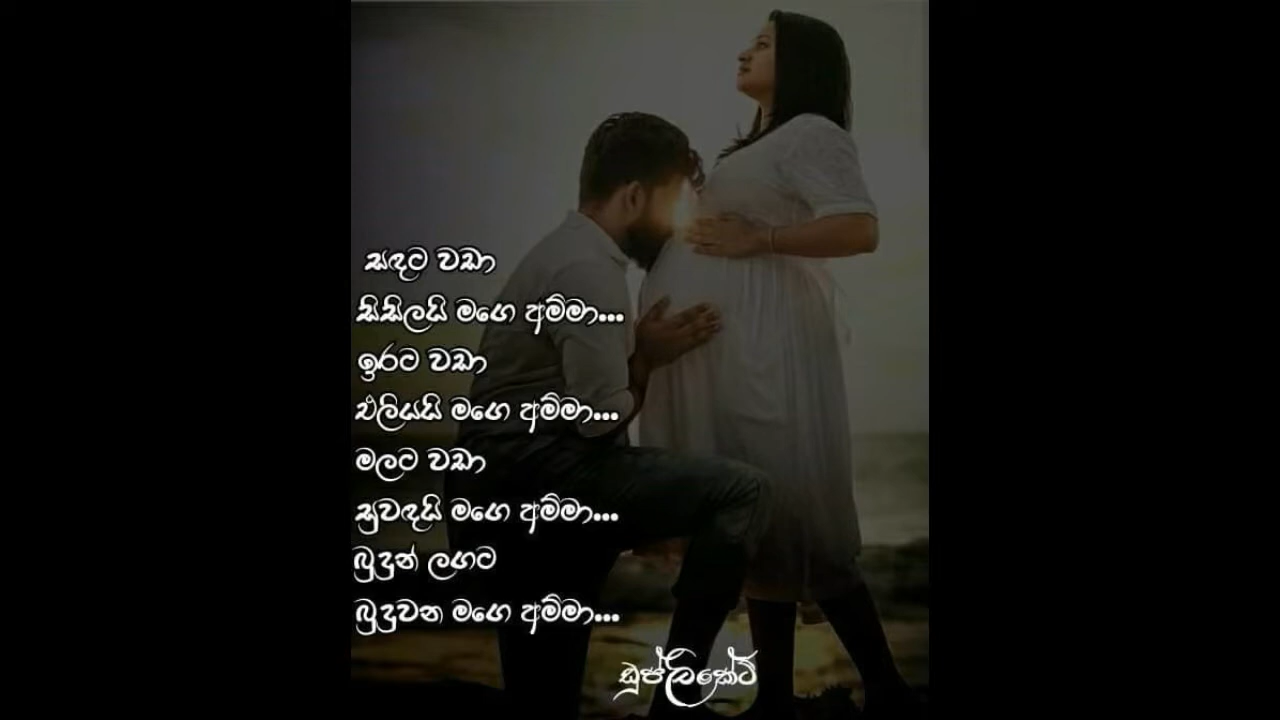 සඳට වඩා
සිසිලයි මගෙ අම්මා...
ඉරට වඩා
එලියයි මගෙ අම්මා...
මලට වඩා
සුවඳයි මගෙ අම්මා...
බුදුන් ලගට
බුදුවන මගෙ අම්මා...
ඩුප්ලිකේට්